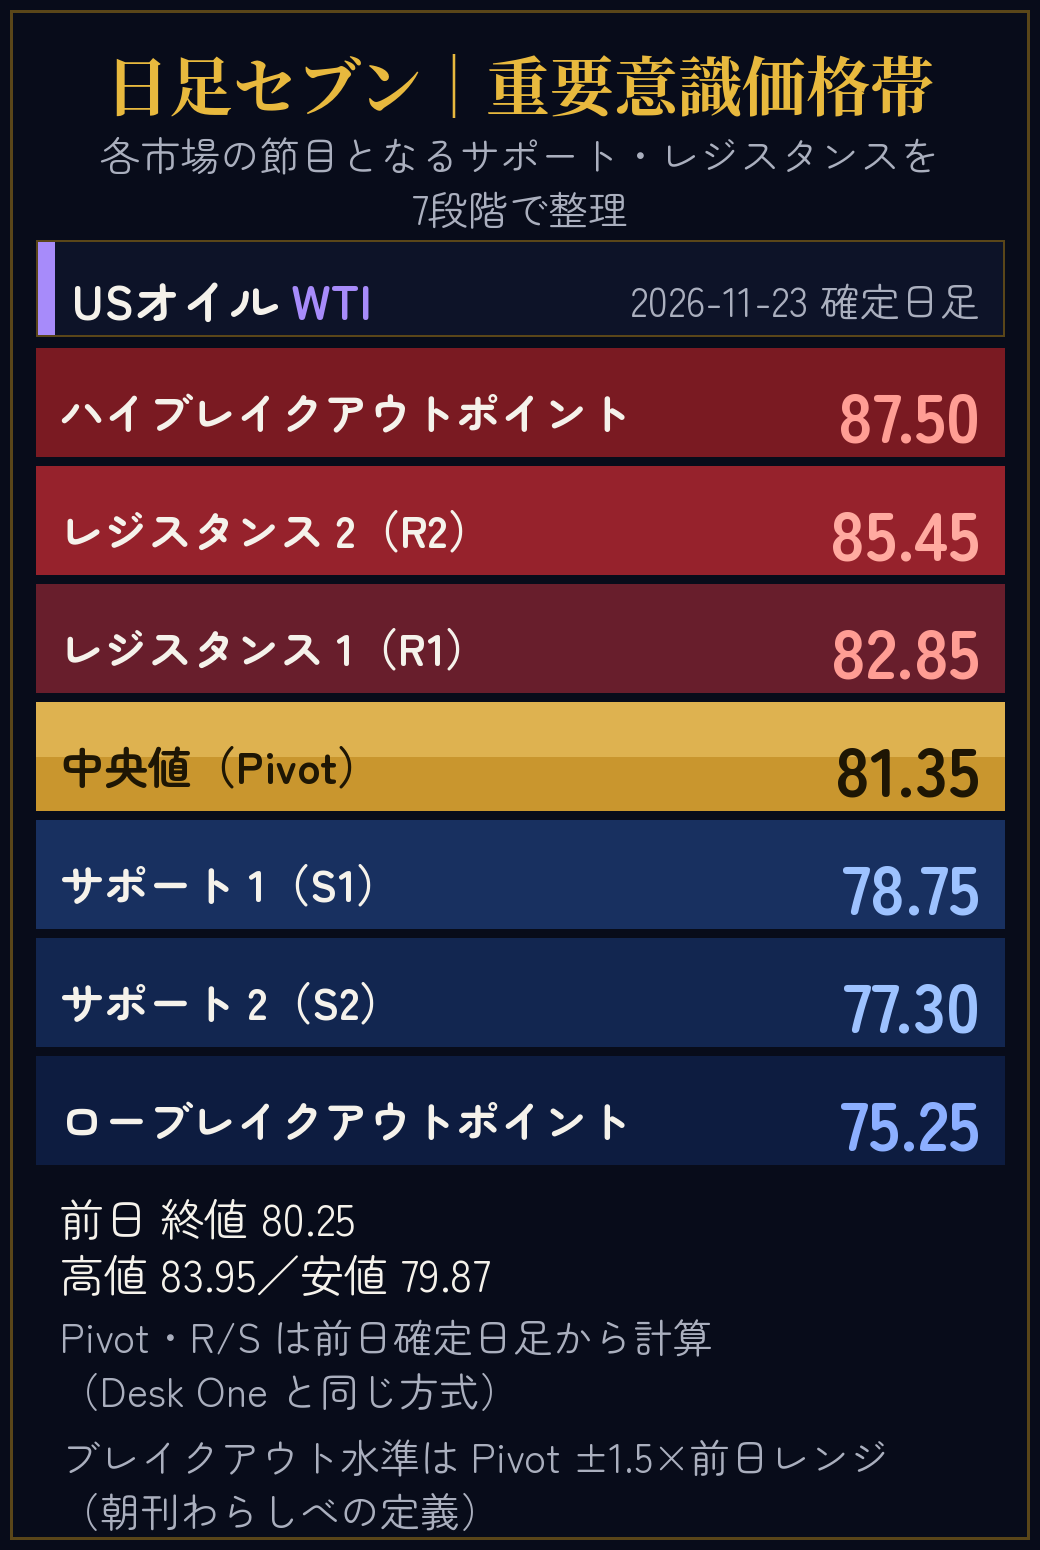 日足セブン｜重要意識価格帯
各市場の節目となるサポート・レジスタンスを
7段階で整理
USオイル WTI 2026-11-23 確定日足
ハイブレイクアウトポイント 87.50
レジスタンス 2（R2） 85.45
レジスタンス 1（R1） 82.85
中央値（Pivot） 81.35
サポート 1（S1） 78.75
サポート 2（S2） 77.30
ローブレイクアウトポイント 75.25
前日 終値 80.25
高値 83.95／安値 79.87
Pivot・R/S は前日確定日足から計算
（Desk One と同じ方式）
ブレイクアウト水準は Pivot ±1.5×前日レンジ
（朝刊わらしべの定義）